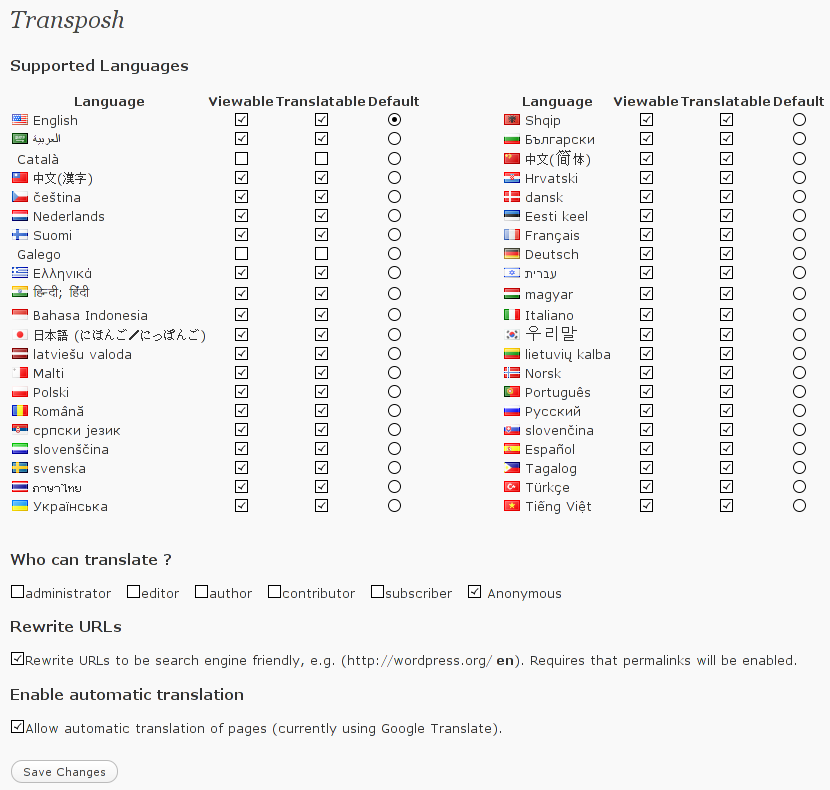 Transposh
Supported Languages
Language Viewable Translatable Default Language Viewable Translatable Default
English Shqip
العربية Български
Català 中文(简体)
中文(漢字) Hrvatski
čeština dansk
Nederlands Eesti keel
Suomi Français
Galego Deutsch
Ελληνικά עברית
हिन्दी; हिंदी magyar
Bahasa Indonesia Italiano
日本語 (にほんご/にっぽんご) 우리말
latviešu valoda lietuvių kalba
Malti Norsk
Polski Português
Română Русский
српски језик slovenčina
slovenščina Español
svenska Tagalog
ภาษาไทย Türkçe
Українська Tiếng Việt
Who can translate ?
administrator editor author contributor subscriber Anonymous
Rewrite URLs
Rewrite URLs to be search engine friendly, e.g. (http://wordpress.org/ en). Requires that permalinks will be enabled.
Enable automatic translation
Allow automatic translation of pages (currently using Google Translate).
Save Changes